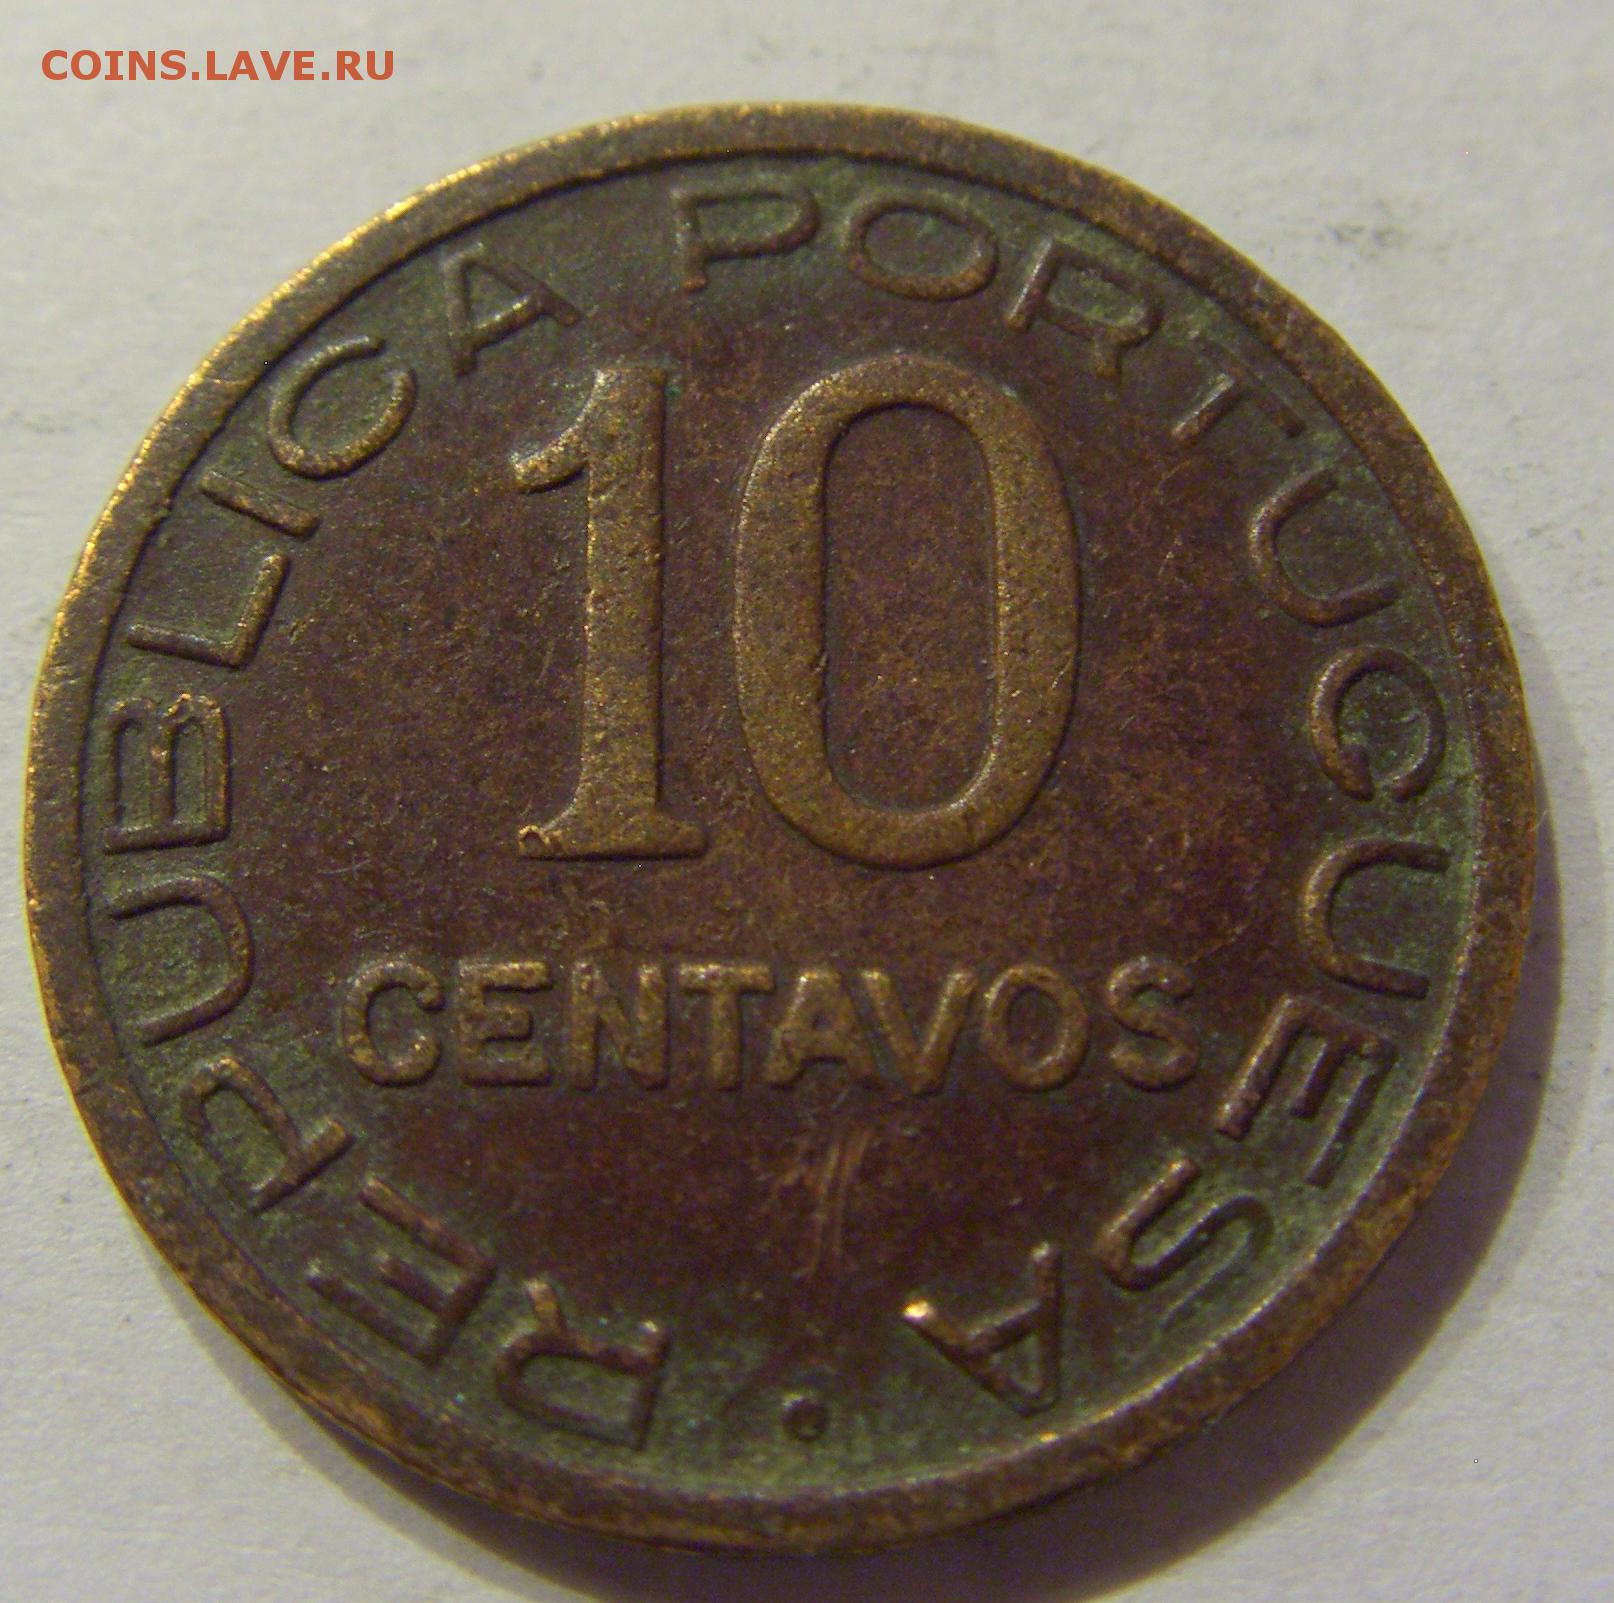 COINS.LAVE.RU
REPUBLICA PORTUGUESA
10
CENTAVOS